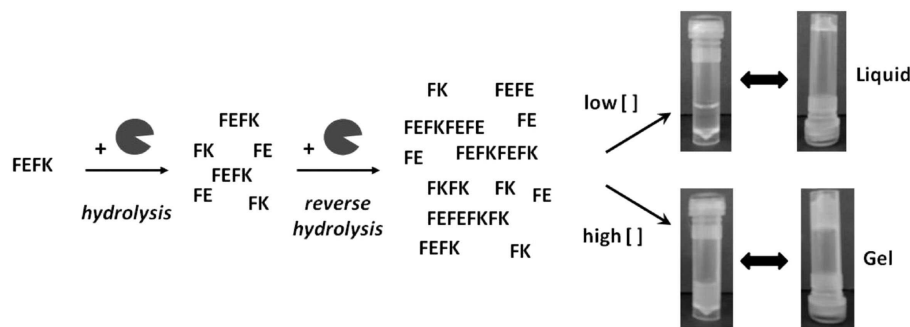 FEFK
+
hydrolysis
FEFK
FK FE
FEFK
FE
FK
+
reverse
hydrolysis
FK FEFE
FEFKFEFE FE
FE FEFKFEFK
FKFK FK FE
FEFEFKFK
FEFK FK
low [ ]
Liquid
high [ ]
Gel